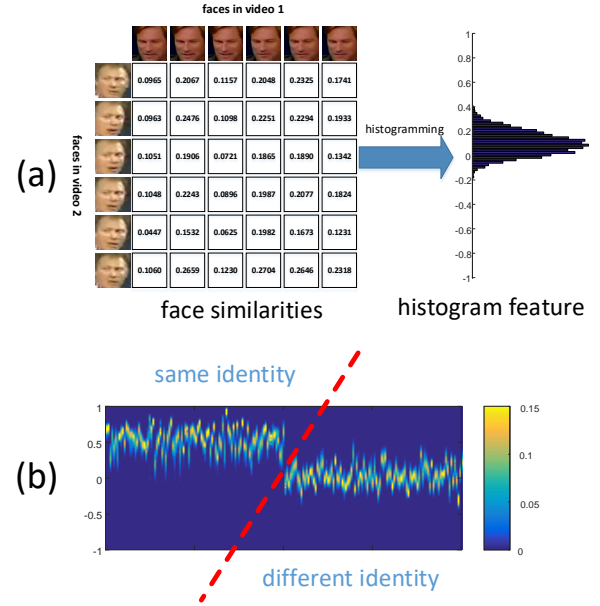 faces in video 1
faces in video 2
(a)
0.0965 0.2067 0.1157 0.2048 0.2325 0.1741
0.0963 0.2476 0.1098 0.2251 0.2294 0.1933
0.1051 0.1906 0.0721 0.1865 0.1890 0.1342
0.1048 0.2243 0.0896 0.1987 0.2077 0.1824
0.0447 0.1532 0.0625 0.1982 0.1673 0.1231
0.1060 0.2659 0.1230 0.2704 0.2646 0.2318
face similarities
histogramming
1
0.8
0.6
0.4
0.2
0
-0.2
-0.4
-0.6
-0.8
-1
histogram feature
(b)
same identity
1
0.5
0
-0.5
-1
0.15
0.1
0.05
0
different identity